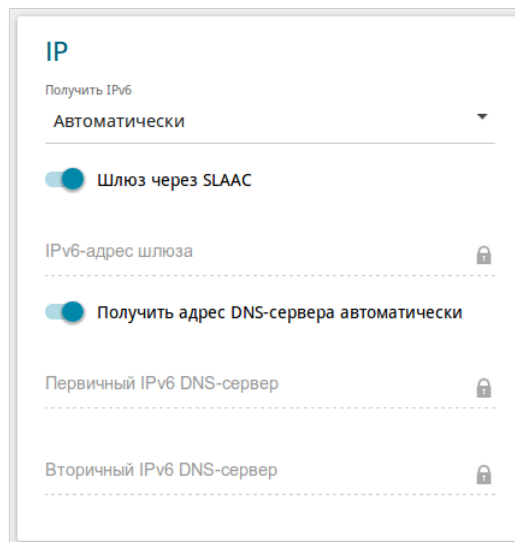 IP
Получить IPv6
Автоматически
Шлюз через SLAAC
IPv6-адрес шлюза
Получить адрес DNS-сервера автоматически
Первичный IPv6 DNS-сервер
Вторичный IPv6 DNS-сервер